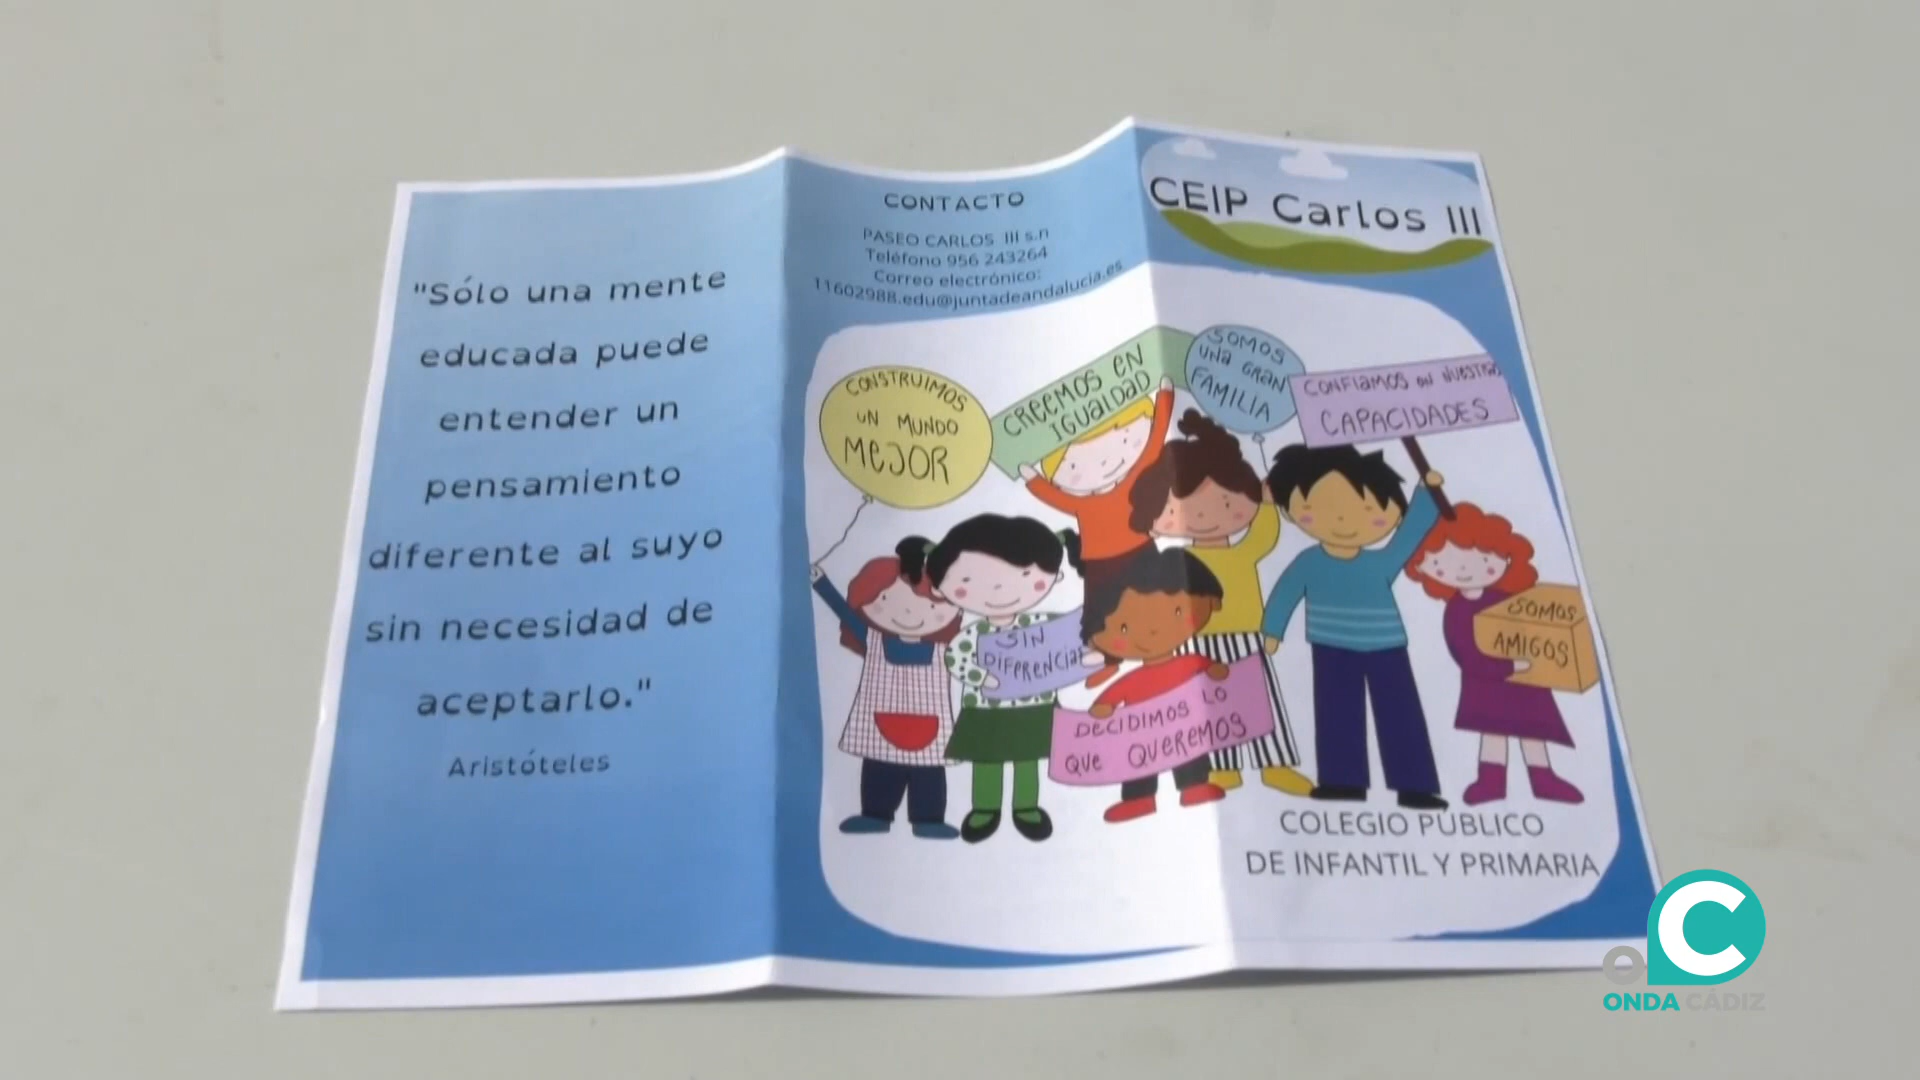 "Sólo una mente
educada puede
entender un
pensamiento
diferente al suyo
sin necesidad de
aceptarlo."
Aristóteles
CONTACTO
PASEO CARLOS III s.n
Teléfono 956 243264
Correo electrónico:
11602988.edu@juntadeandalucia.es
CEIP Carlos III
CONSTRUIMOS
UN MUNDO
MEJOR
CREEMOS EN
IGUALDAD
SOMOS
UNA GRAN
FAMILIA
CONFIAMOS EN NUESTRAS
CAPACIDADES
SIN
DIFERENCIAS
DECIDIMOS LO
QUE QUEREMOS
SOMOS
AMIGOS
COLEGIO PÚBLICO
DE INFANTIL Y PRIMARIA
OC
ONDA CÁDIZ